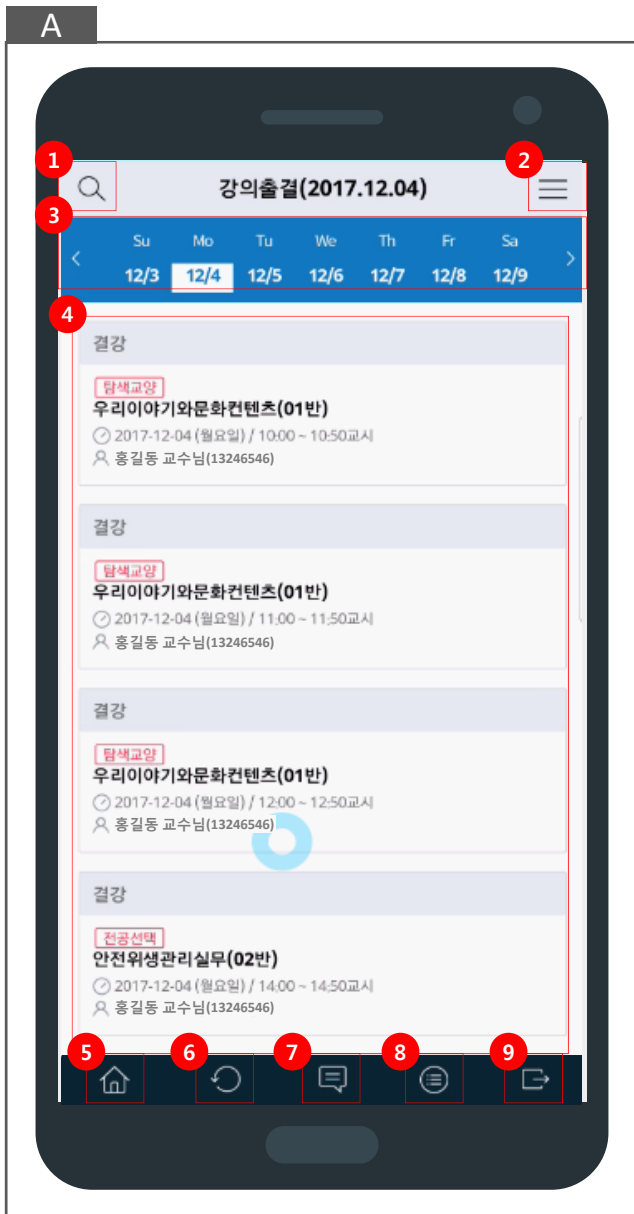 A
1
2
강의출결(2017.12.04)
3
Su Mo Tu We Th Fr Sa
12/3 12/4 12/5 12/6 12/7 12/8 12/9
4
결강
탐색교양
우리이야기와문화컨텐츠(01반)
2017-12-04 (월요일) / 10:00 ~ 10:50교시
홍길동 교수님(13246546)
결강
탐색교양
우리이야기와문화컨텐츠(01반)
2017-12-04 (월요일) / 11:00 ~ 11:50교시
홍길동 교수님(13246546)
결강
탐색교양
우리이야기와문화컨텐츠(01반)
2017-12-04 (월요일) / 12:00 ~ 12:50교시
홍길동 교수님(13246546)
결강
전공선택
안전위생관리실무(02반)
2017-12-04 (월요일) / 14:00 ~ 14:50교시
홍길동 교수님(13246546)
5 6 7 8 9